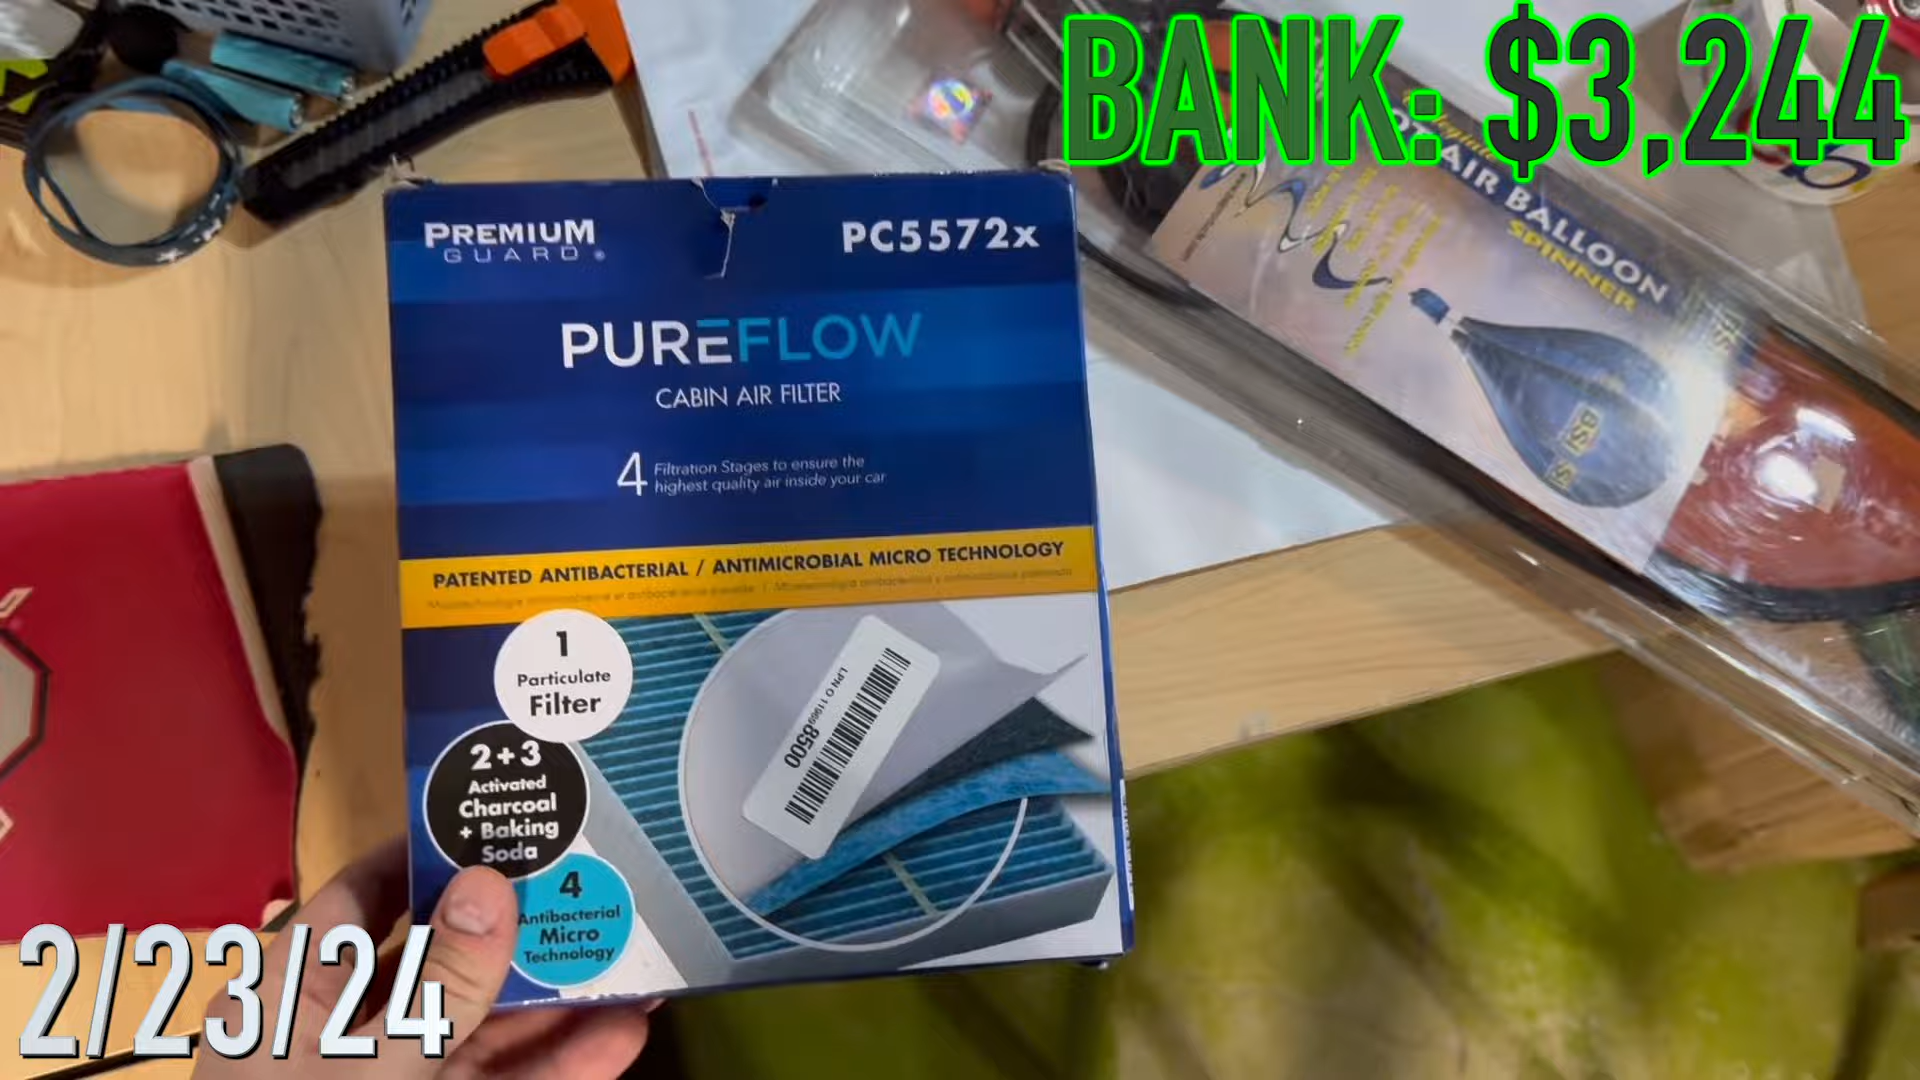 BANK: $3,244
PREMIUM
GUARD®
PC5572x
PUREFLOW
CABIN AIR FILTER
4 Filtration Stages to ensure the
highest quality air inside your car
PATENTED ANTIBACTERIAL / ANTIMICROBIAL MICRO TECHNOLOGY
1
Particulate
Filter
2+3
Activated
Charcoal
+ Baking
Soda
4
Antibacterial
Micro
Technology
8500
AIR BALLOON
SPINNER
2/23/24